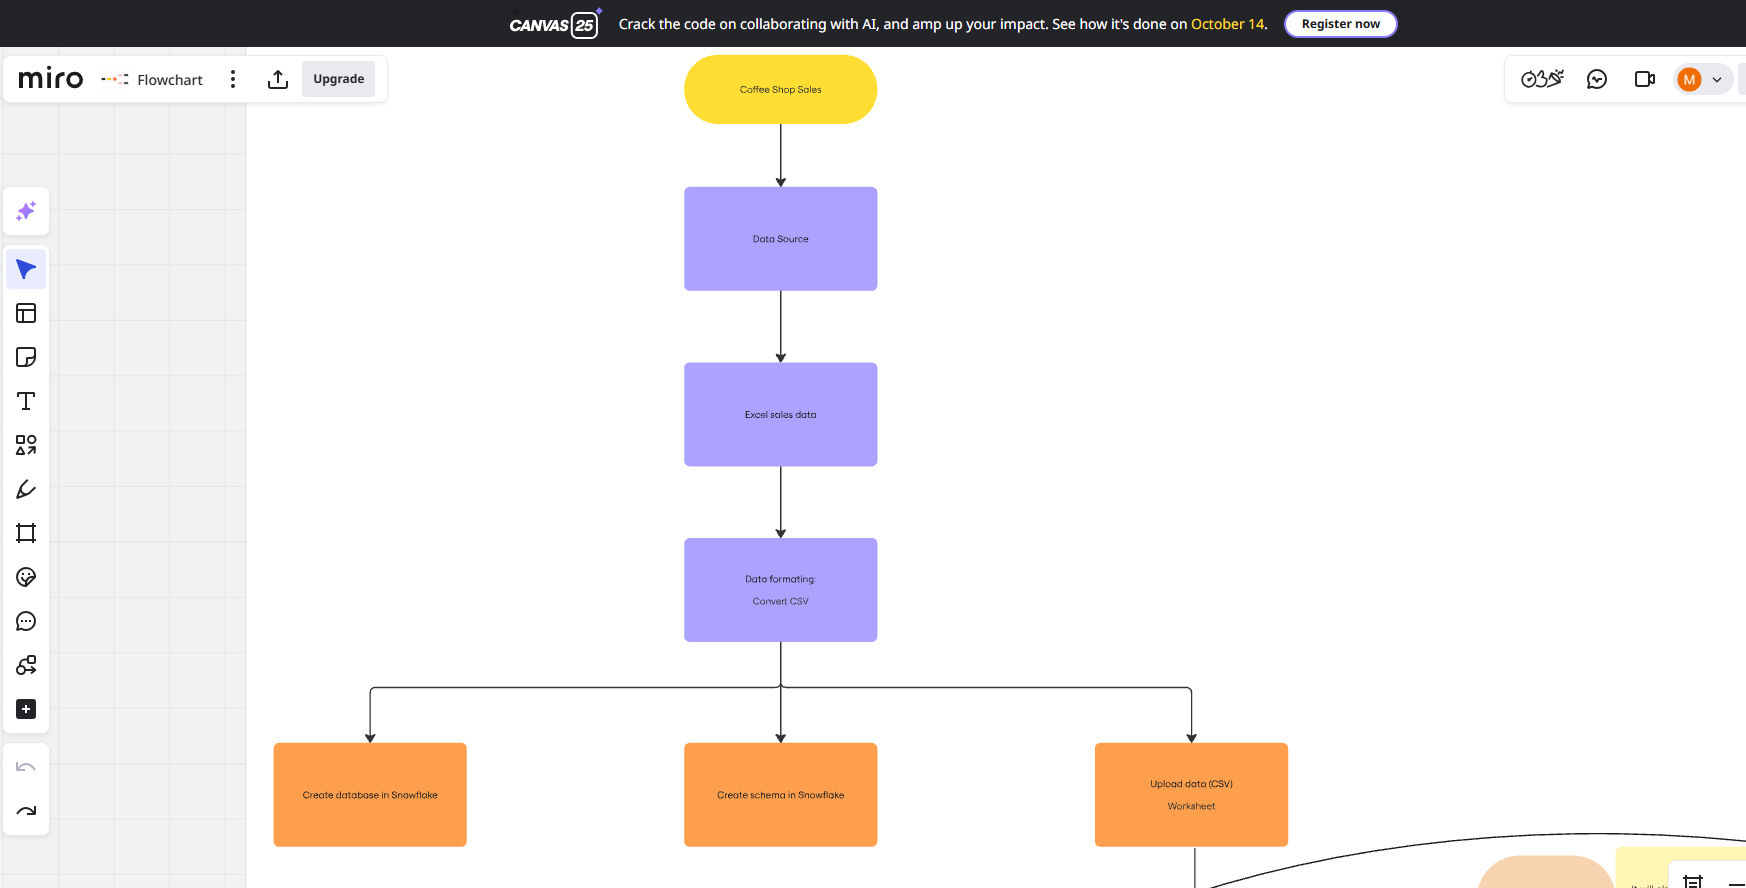 CANVAS 25 Crack the code on collaborating with AI, and amp up your impact. See how it's done on October 14. Register now
miro Flowchart Upgrade
M
Coffee Shop Sales
Data Source
Excel sales data
Data formating:
Convert CSV
Create database in Snowflake
Create schema in Snowflake
Upload data (CSV)
Worksheet